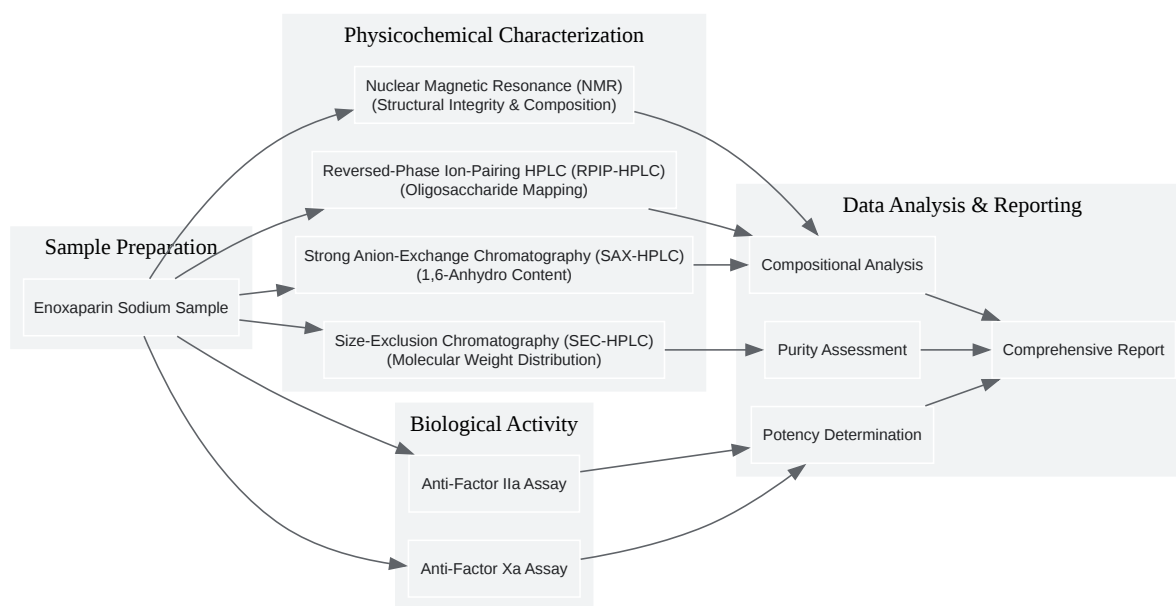 Physicochemical Characterization
Nuclear Magnetic Resonance (NMR)
(Structural Integrity & Composition)
Reversed-Phase Ion-Pairing HPLC (RPIP-HPLC)
(Oligosaccharide Mapping)
Strong Anion-Exchange Chromatography (SAX-HPLC)
(1,6-Anhydro Content)
Size-Exclusion Chromatography (SEC-HPLC)
(Molecular Weight Distribution)
Sample Preparation
Enoxaparin Sodium Sample
Biological Activity
Anti-Factor IIa Assay
Anti-Factor Xa Assay
Data Analysis & Reporting
Compositional Analysis
Purity Assessment
Potency Determination
Comprehensive Report